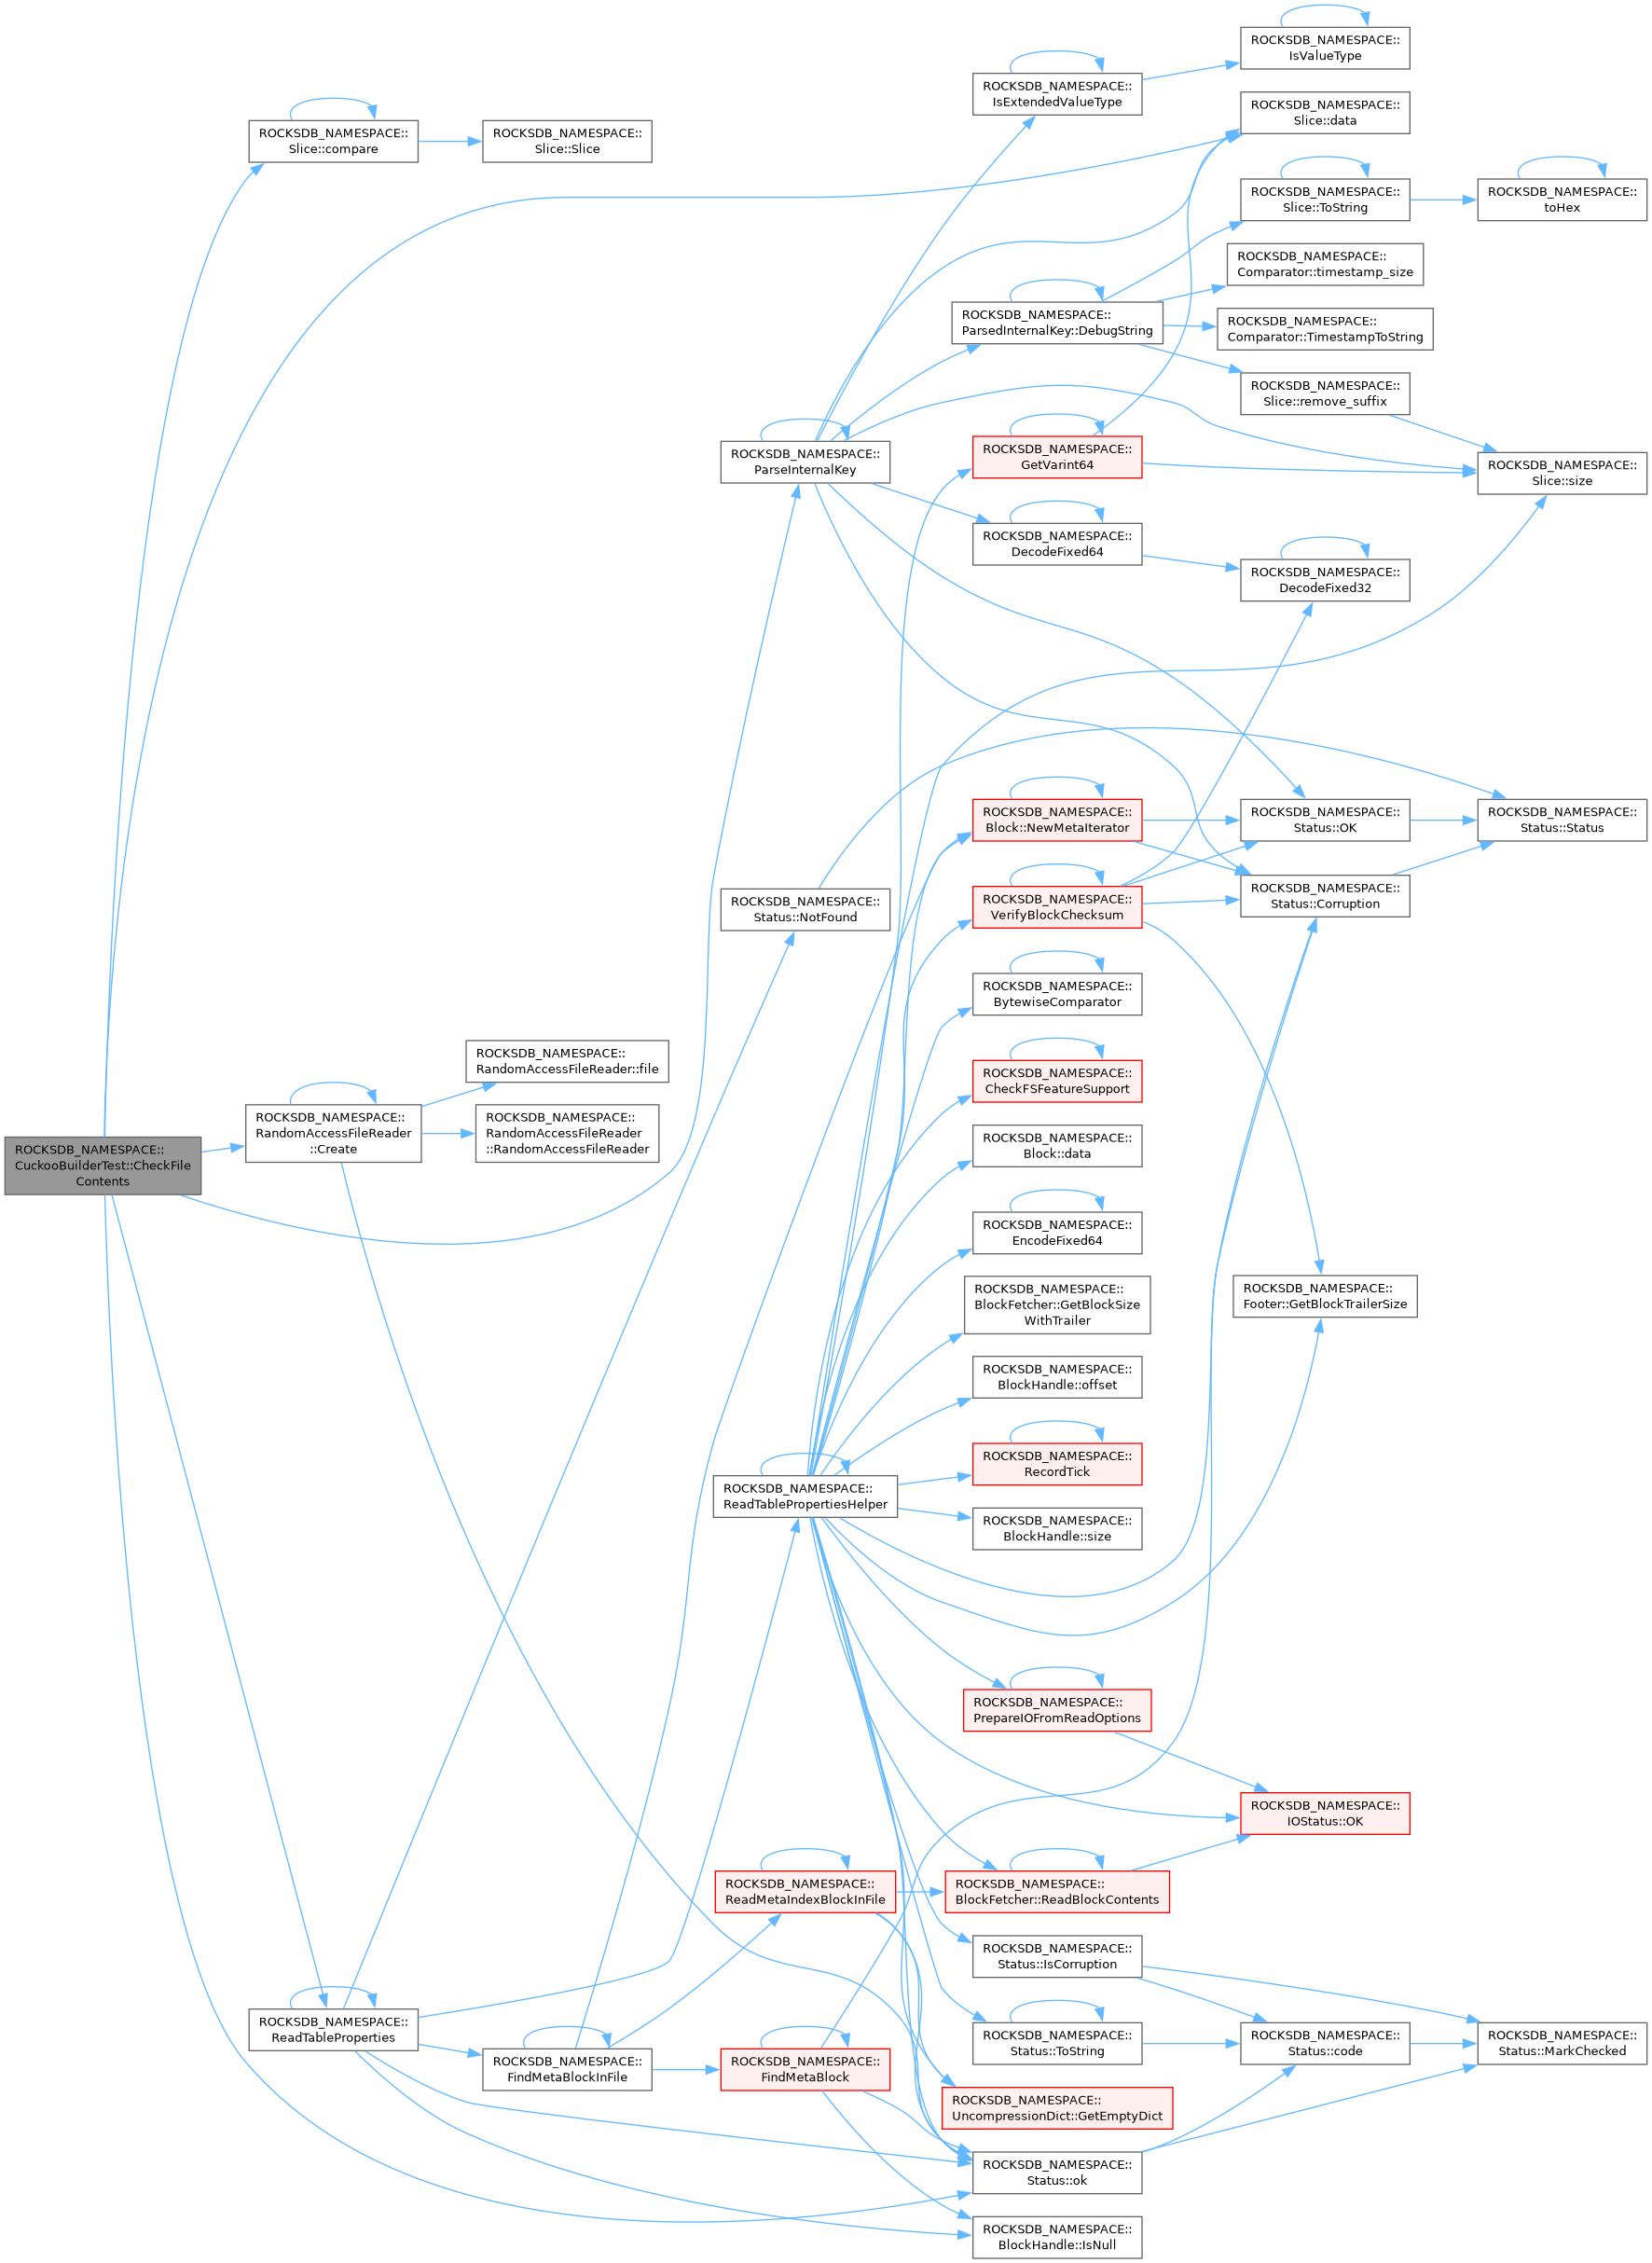 ROCKSDB_NAMESPACE::
IsValueType
ROCKSDB_NAMESPACE::
IsExtendedValueType
ROCKSDB_NAMESPACE::
Slice::data
ROCKSDB_NAMESPACE::
Slice::compare
ROCKSDB_NAMESPACE::
Slice::Slice
ROCKSDB_NAMESPACE::
Slice::ToString
ROCKSDB_NAMESPACE::
toHex
ROCKSDB_NAMESPACE::
Comparator::timestamp_size
ROCKSDB_NAMESPACE::
ParsedInternalKey::DebugString
ROCKSDB_NAMESPACE::
Comparator::TimestampToString
ROCKSDB_NAMESPACE::
Slice::remove_suffix
ROCKSDB_NAMESPACE::
ParseInternalKey
ROCKSDB_NAMESPACE::
GetVarint64
ROCKSDB_NAMESPACE::
Slice::size
ROCKSDB_NAMESPACE::
DecodeFixed64
ROCKSDB_NAMESPACE::
DecodeFixed32
ROCKSDB_NAMESPACE::
Block::NewMetaIterator
ROCKSDB_NAMESPACE::
Status::OK
ROCKSDB_NAMESPACE::
Status::Status
ROCKSDB_NAMESPACE::
Status::NotFound
ROCKSDB_NAMESPACE::
VerifyBlockChecksum
ROCKSDB_NAMESPACE::
Status::Corruption
ROCKSDB_NAMESPACE::
BytewiseComparator
ROCKSDB_NAMESPACE::
RandomAccessFileReader::file
ROCKSDB_NAMESPACE::
CheckFSFeatureSupport
ROCKSDB_NAMESPACE::
RandomAccessFileReader
::Create
ROCKSDB_NAMESPACE::
RandomAccessFileReader
::RandomAccessFileReader
ROCKSDB_NAMESPACE::
Block::data
ROCKSDB_NAMESPACE::
CuckooBuilderTest::CheckFile
Contents
ROCKSDB_NAMESPACE::
EncodeFixed64
ROCKSDB_NAMESPACE::
BlockFetcher::GetBlockSize
WithTrailer
ROCKSDB_NAMESPACE::
Footer::GetBlockTrailerSize
ROCKSDB_NAMESPACE::
BlockHandle::offset
ROCKSDB_NAMESPACE::
RecordTick
ROCKSDB_NAMESPACE::
ReadTablePropertiesHelper
ROCKSDB_NAMESPACE::
BlockHandle::size
ROCKSDB_NAMESPACE::
PrepareIOFromReadOptions
ROCKSDB_NAMESPACE::
IOStatus::OK
ROCKSDB_NAMESPACE::
ReadMetaIndexBlockInFile
ROCKSDB_NAMESPACE::
BlockFetcher::ReadBlockContents
ROCKSDB_NAMESPACE::
Status::IsCorruption
ROCKSDB_NAMESPACE::
ReadTableProperties
ROCKSDB_NAMESPACE::
Status::ToString
ROCKSDB_NAMESPACE::
Status::code
ROCKSDB_NAMESPACE::
Status::MarkChecked
ROCKSDB_NAMESPACE::
FindMetaBlockInFile
ROCKSDB_NAMESPACE::
FindMetaBlock
ROCKSDB_NAMESPACE::
UncompressionDict::GetEmptyDict
ROCKSDB_NAMESPACE::
Status::ok
ROCKSDB_NAMESPACE::
BlockHandle::IsNull